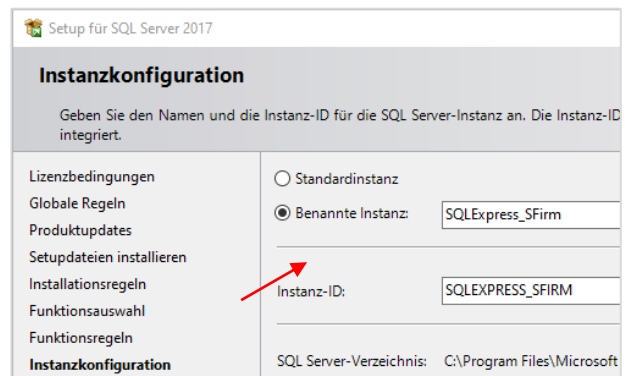 Setup für SQL Server 2017
Instanzkonfiguration
Geben Sie den Namen und die Instanz-ID für die SQL Server-Instanz an. Die Instanz-ID
integriert.
Lizenzbedingungen
Globale Regeln
Produktupdates
Setupdateien installieren
Installationsregeln
Funktionsauswahl
Funktionsregeln
Instanzkonfiguration
Standardinstanz
Benannte Instanz: SQLExpress_SFirm
Instanz-ID: SQLEXPRESS_SFIRM
SQL Server-Verzeichnis: C:\Program Files\Microsoft